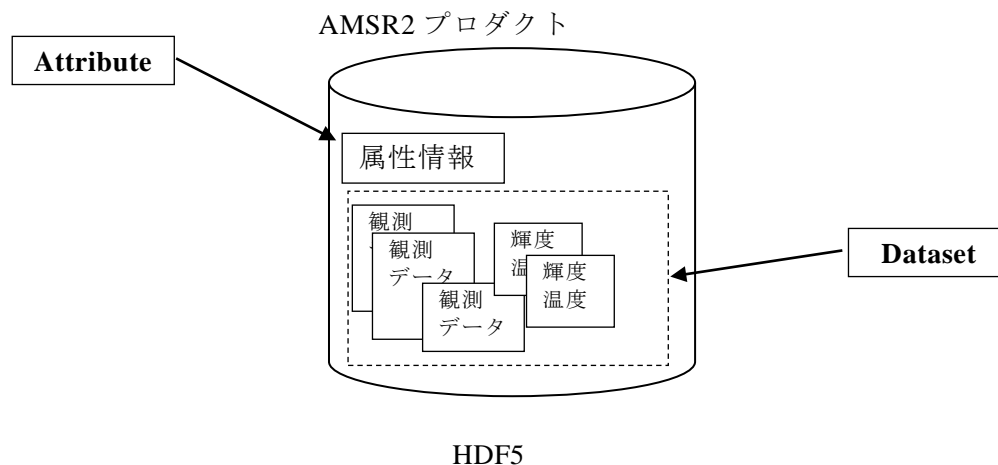 AMSR2 プロダクト
Attribute
属性情報
観測
観測
データ
観測
データ
輝度
温
輝度
温度
Dataset
HDF5